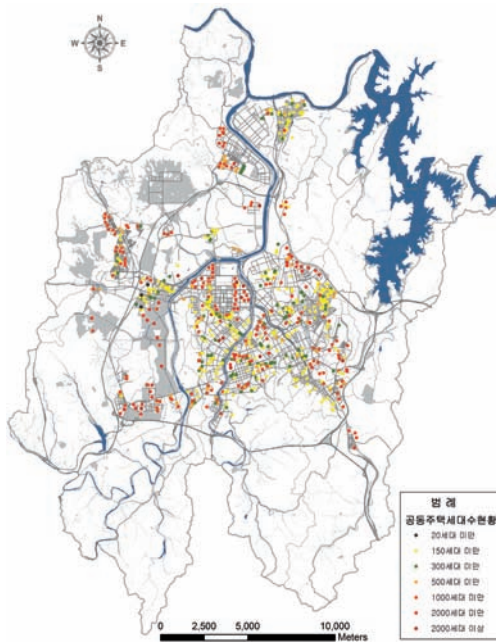 N
W E
S
범 례
공동주택세대수현황
20세대 미만
150세대 미만
300세대 미만
500세대 미만
1000세대 미만
2000세대 미만
2000세대 이상
0 2,500 5,000 10,000
Meters